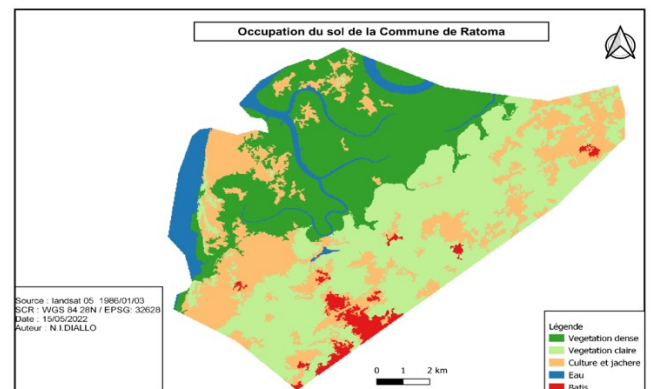 Occupation du sol de la Commune de Ratoma
Source : landsat 05 1986/01/03
SCR : WGS 84 28N / EPSG: 32628
Date : 15/05/2022
Auteur : N.I.DIALLO
0 1 2 km
Légende
Vegetation dense
Vegetation claire
Culture et jachere
Eau
Batis